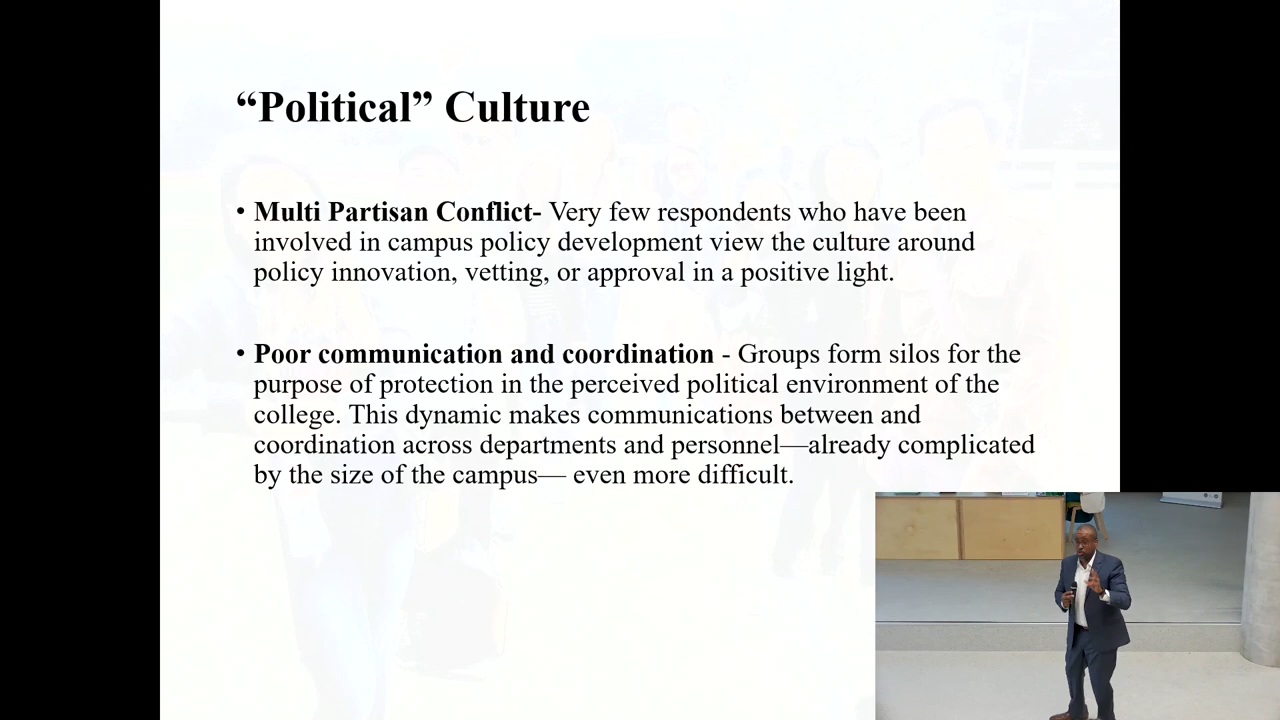 “Political” Culture
• Multi Partisan Conflict- Very few respondents who have been
involved in campus policy development view the culture around
policy innovation, vetting, or approval in a positive light.
• Poor communication and coordination - Groups form silos for the
purpose of protection in the perceived political environment of the
college. This dynamic makes communications between and
coordination across departments and personnel—already complicated
by the size of the campus— even more difficult.